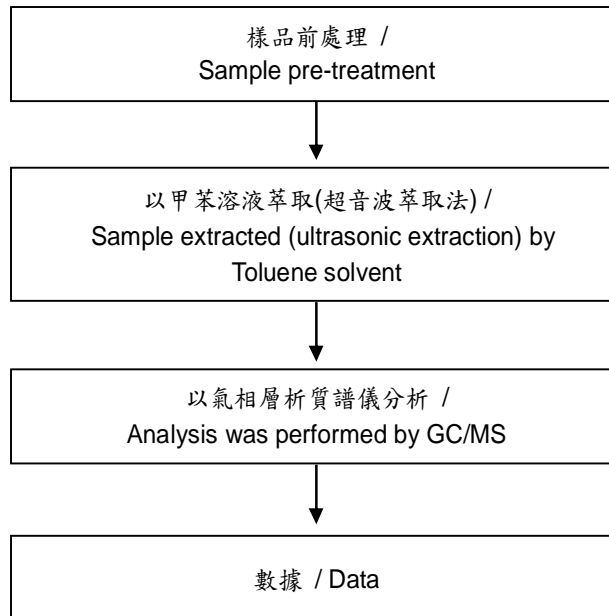 樣品前處理 /
Sample pre-treatment
以甲苯溶液萃取(超音波萃取法) /
Sample extracted (ultrasonic extraction) by
Toluene solvent
以氣相層析質譜儀分析 /
Analysis was performed by GC/MS
數據 / Data